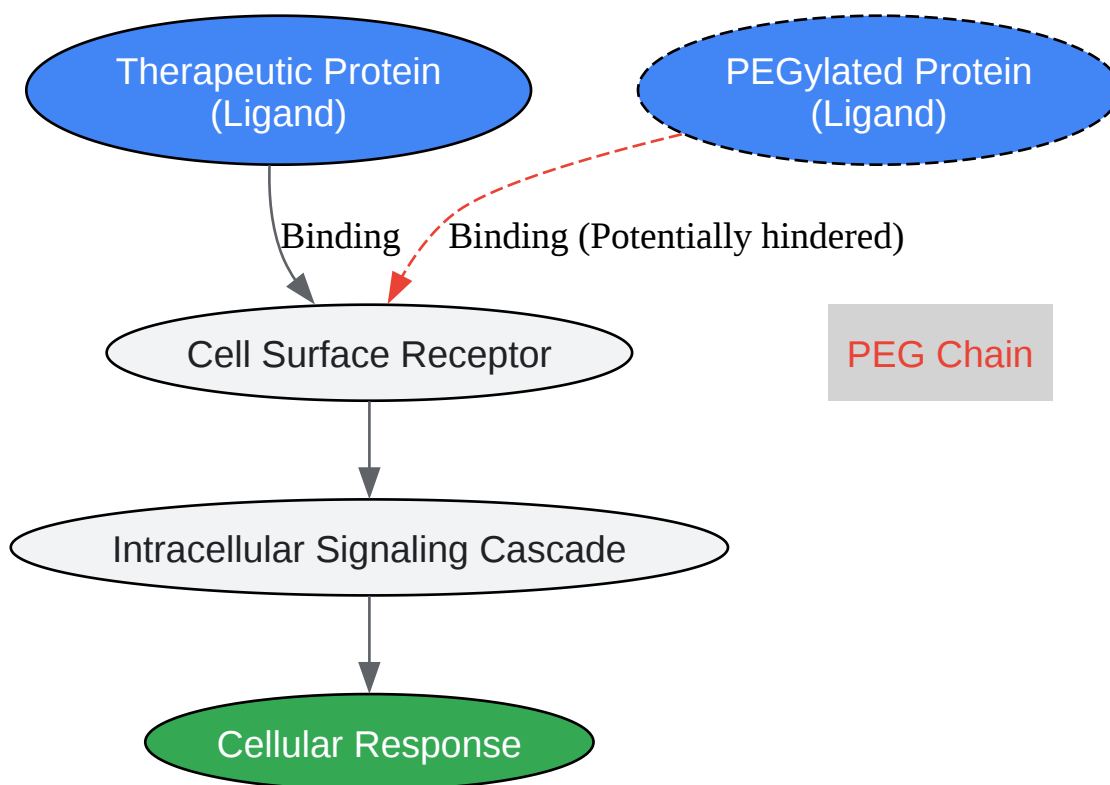 Therapeutic Protein
(Ligand)
PEGylated Protein
(Ligand)
Binding
Binding (Potentially hindered)
Cell Surface Receptor
PEG Chain
Intracellular Signaling Cascade
Cellular Response